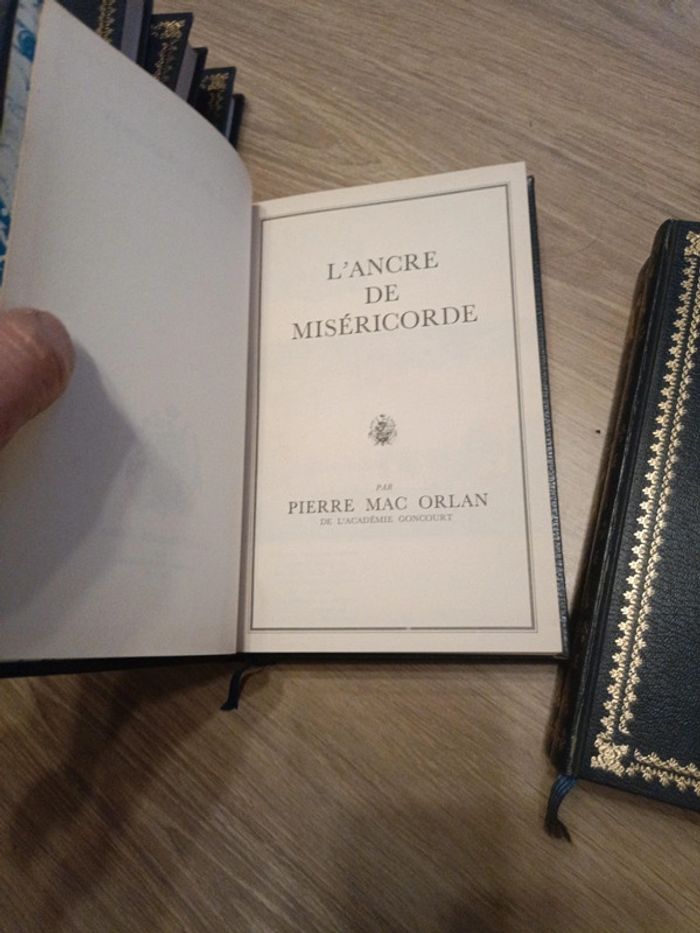 L'ANCRE
DE
MISÉRICORDE
PAR
PIERRE MAC ORLAN
DE L'ACADÉMIE GONCOURT